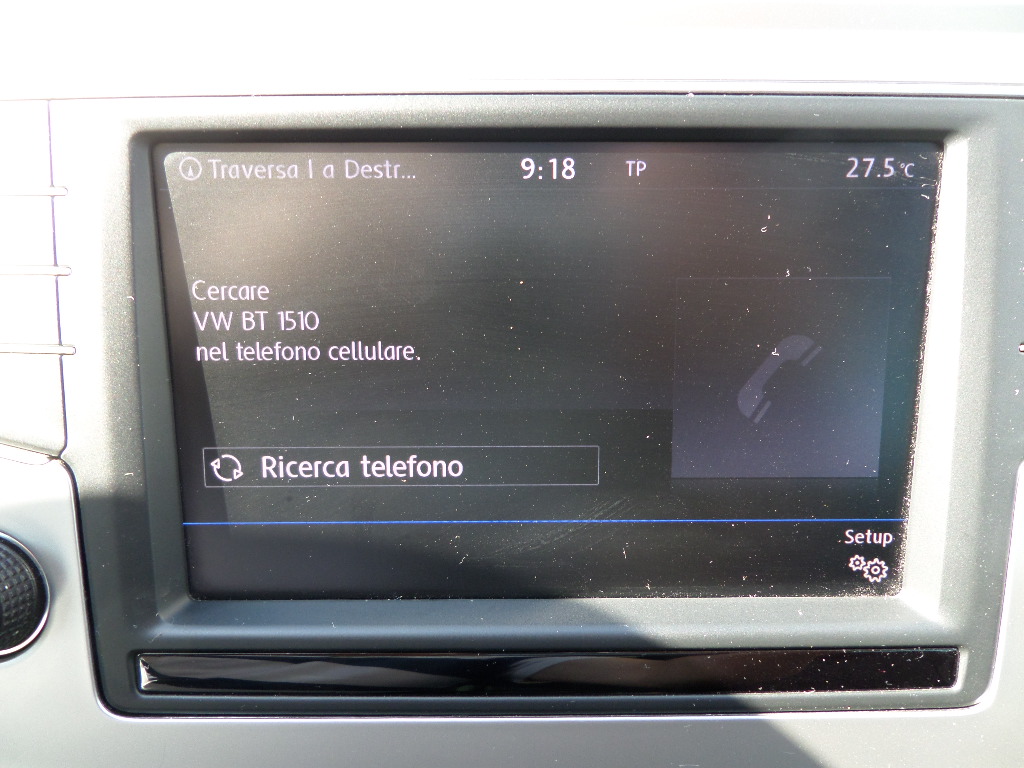 Traversa I a Destr... 9:18 TP 27.5 °C
Cercare
VW BT 1510
nel telefono cellulare.
Ricerca telefono
Setup